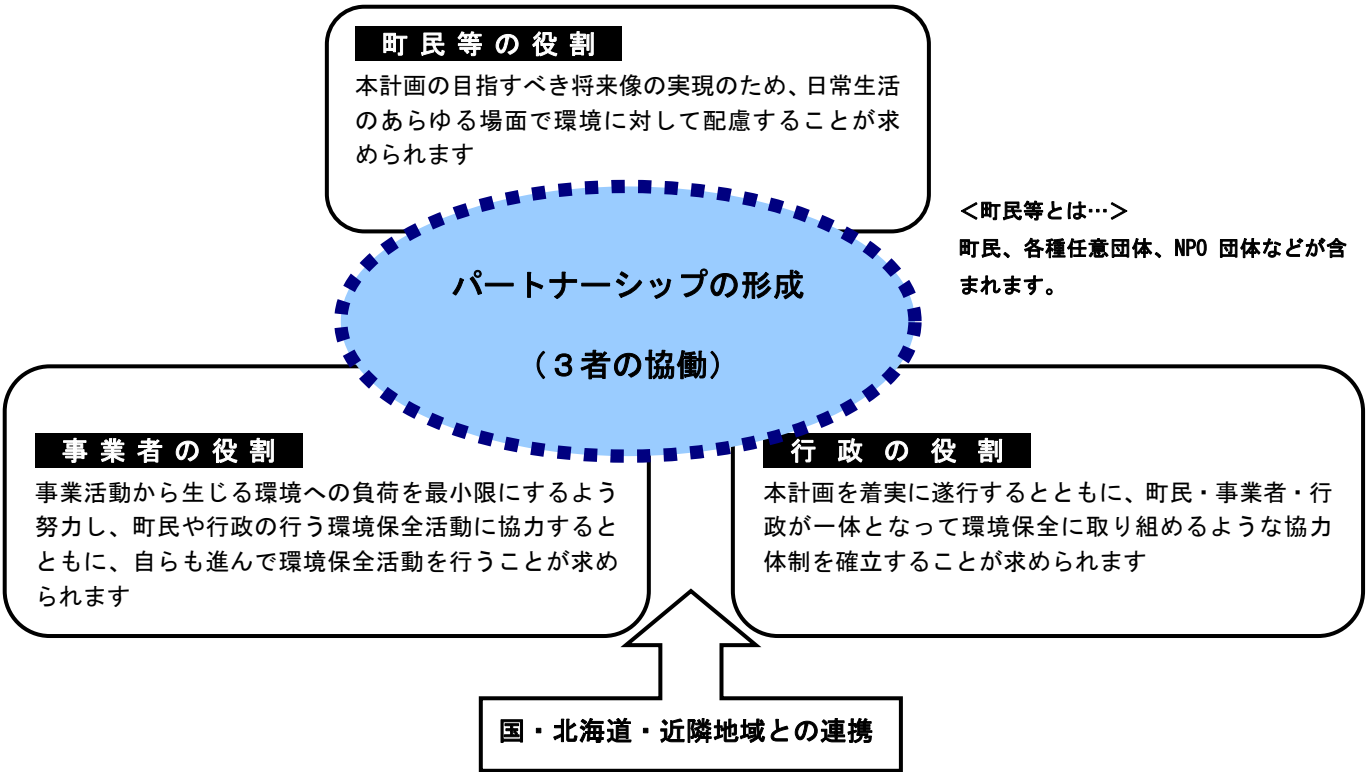 町民等の役割
本計画の目指すべき将来像の実現のため、日常生活
のあらゆる場面で環境に対して配慮することが求
められます
＜町民等とは…＞
町民、各種任意団体、NPO 団体などが含
まれます。
パートナーシップの形成
（３者の協働）
事業者の役割
事業活動から生じる環境への負荷を最小限にするよう
努力し、町民や行政の行う環境保全活動に協力すると
ともに、自らも進んで環境保全活動を行うことが求め
られます
行政の役割
本計画を着実に遂行するとともに、町民・事業者・行
政が一体となって環境保全に取り組めるような協力
体制を確立することが求められます
国・北海道・近隣地域との連携